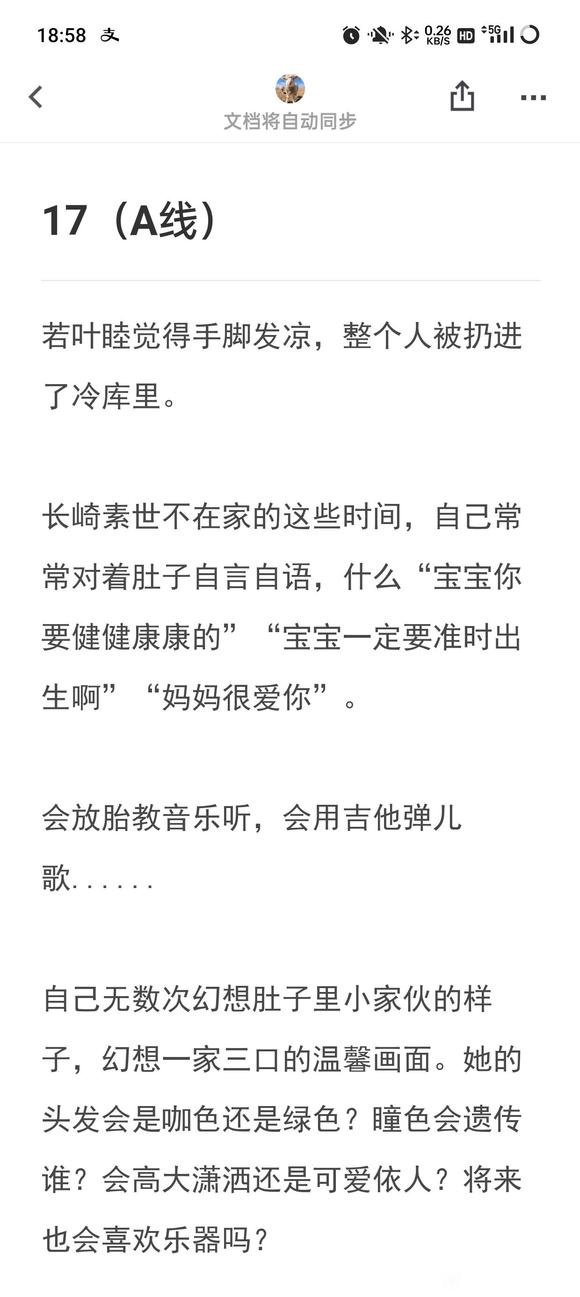 18:58 支 0.26 KB/S HD 5G
文档将自动同步
17（A线）
若叶睦觉得手脚发凉，整个人被扔进
了冷库里。
长崎素世不在家的这些时间，自己常
常对着肚子自言自语，什么“宝宝你
要健健康康的”“宝宝一定要准时出
生啊”“妈妈很爱你”。
会放胎教音乐听，会用吉他弹儿
歌......
自己无数次幻想肚子里小家伙的样
子，幻想一家三口的温馨画面。她的
头发会是咖色还是绿色？瞳色会遗传
谁？会高大潇洒还是可爱依人？将来
也会喜欢乐器吗？